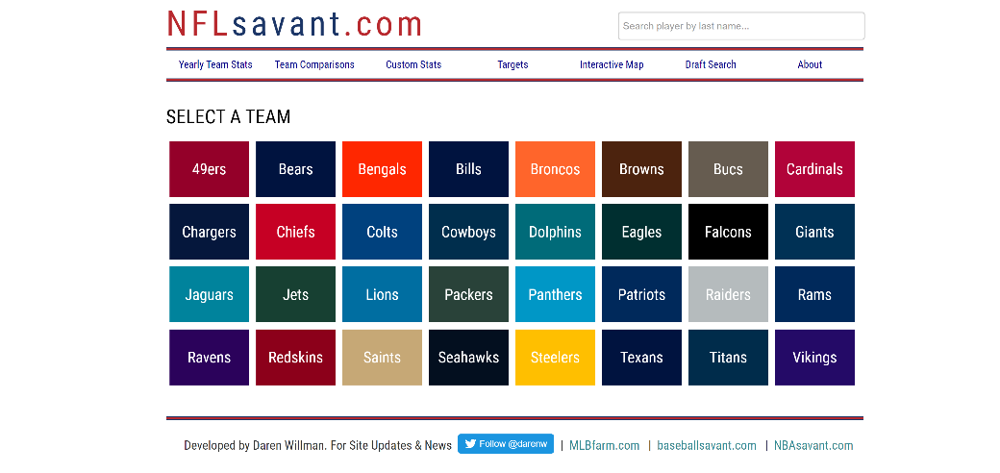 NFLsavant.com
Search player by last name...
Yearly Team Stats Team Comparisons Custom Stats Targets Interactive Map Draft Search About
SELECT A TEAM
49ers Bears Bengals Bills Broncos Browns Bucs Cardinals
Chargers Chiefs Colts Cowboys Dolphins Eagles Falcons Giants
Jaguars Jets Lions Packers Panthers Patriots Raiders Rams
Ravens Redskins Saints Seahawks Steelers Texans Titans Vikings
Developed by Daren Willman. For Site Updates & News Follow @darenw | MLBfarm.com | baseballsavant.com | NBAsavant.com